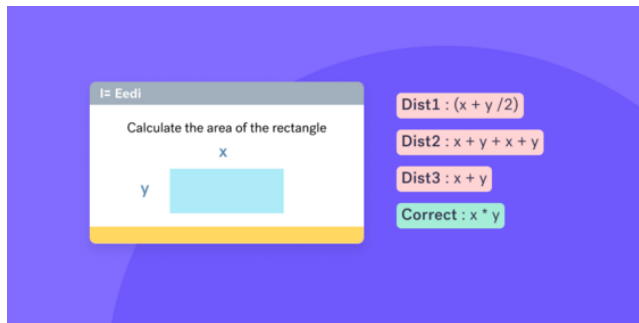 I= Eedi
Calculate the area of the rectangle
x
y
Dist1 : (x + y /2)
Dist2 : x + y + x + y
Dist3 : x + y
Correct : x * y